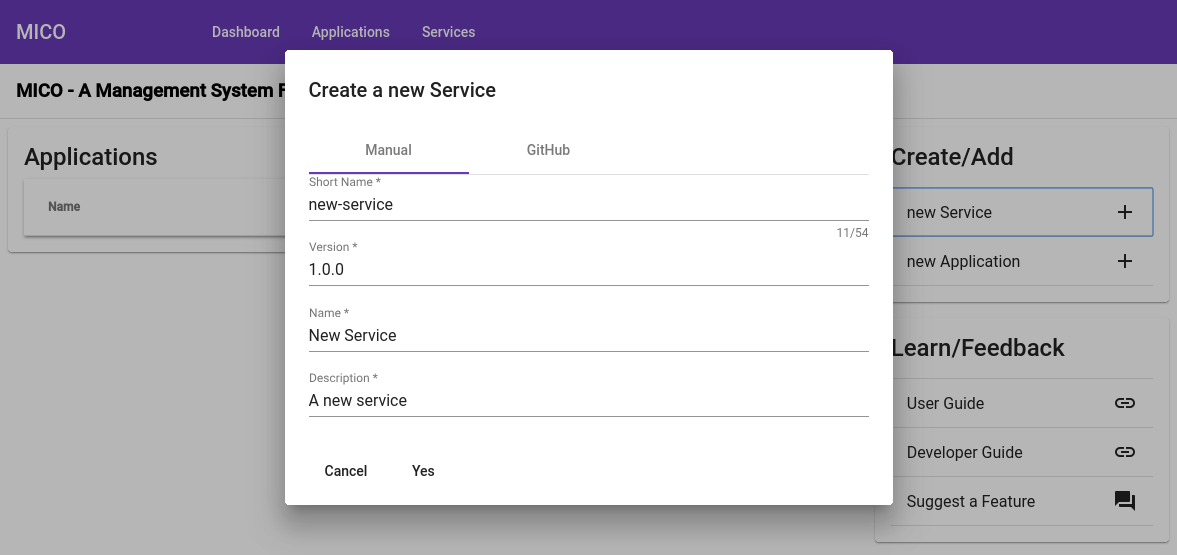 MICO
Dashboard Applications Services
MICO - A Management System F
Applications
Name
Create a new Service
Manual GitHub
Short Name *
new-service
11/54
Version *
1.0.0
Name *
New Service
Description *
A new service
Cancel Yes
Create/Add
new Service
new Application
Learn/Feedback
User Guide
Developer Guide
Suggest a Feature